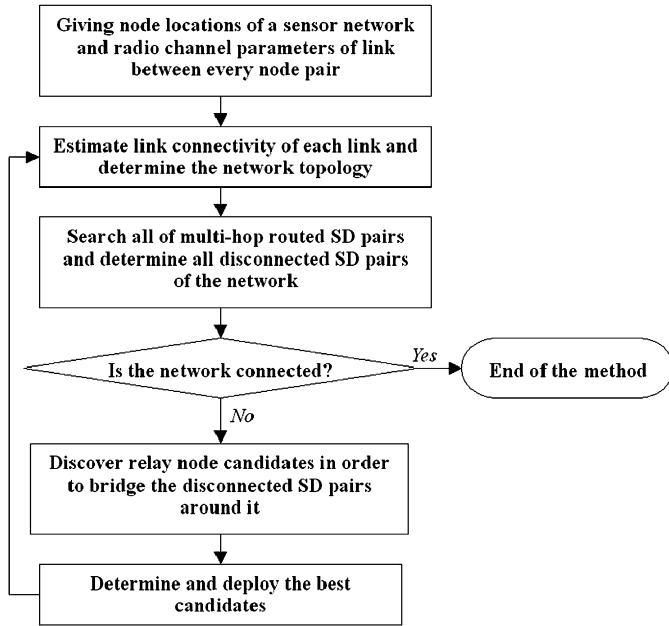 Giving node locations of a sensor network
and radio channel parameters of link
between every node pair
Estimate link connectivity of each link and
determine the network topology
Search all of multi-hop routed SD pairs
and determine all disconnected SD pairs
of the network
Is the network connected?
Yes
End of the method
No
Discover relay node candidates in order
to bridge the disconnected SD pairs
around it
Determine and deploy the best
candidates